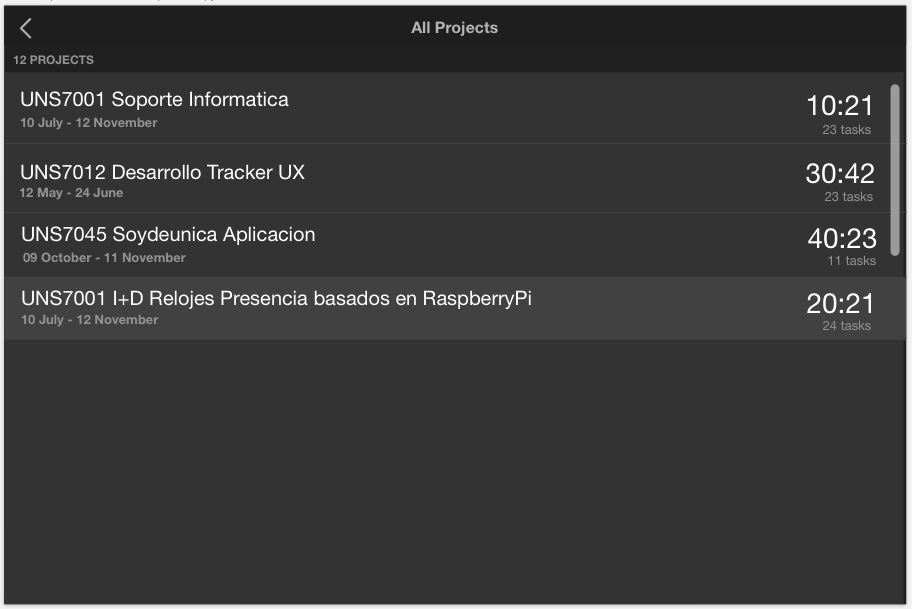 All Projects
12 PROJECTS
UNS7001 Soporte Informatica
10:21
10 July - 12 November
23 tasks
UNS7012 Desarrollo Tracker UX
30:42
12 May - 24 June
23 tasks
UNS7045 Soydeunica Aplicacion
40:23
09 October - 11 November
11 tasks
UNS7001 I+D Relojes Presencia basados en RaspberryPi
20:21
10 July - 12 November
24 tasks